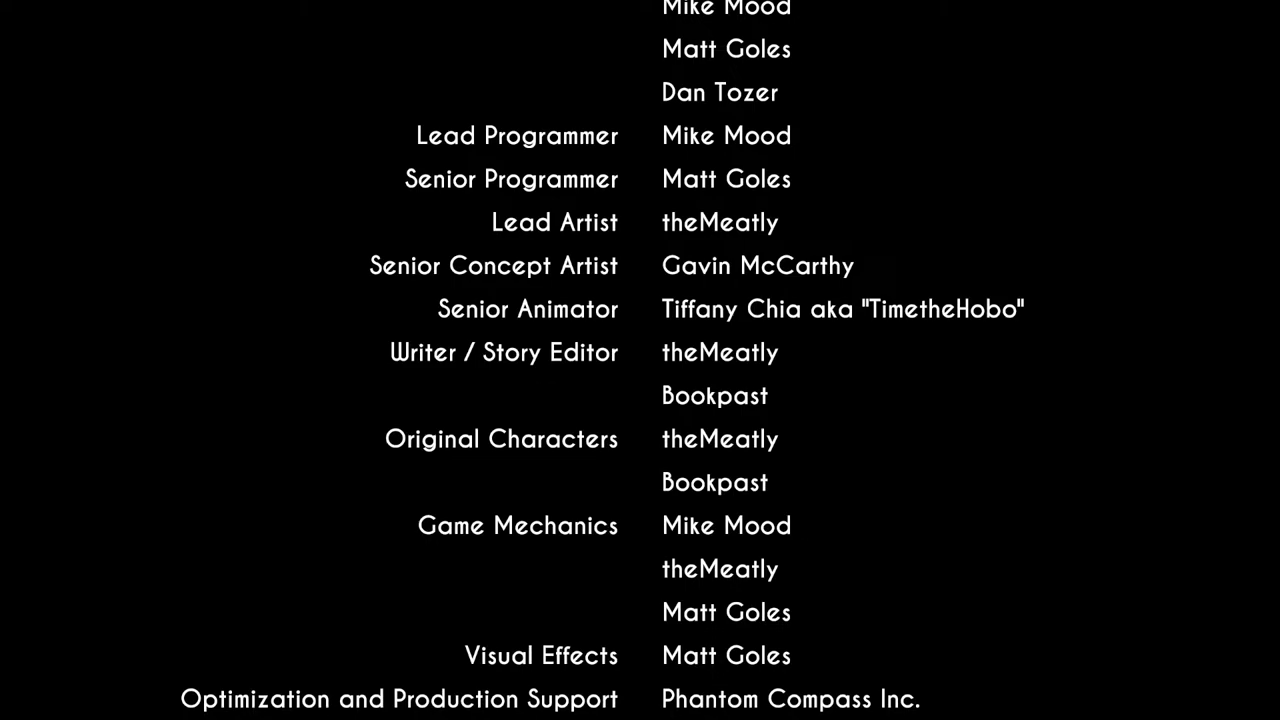 Mike Mood
Matt Goles
Dan Tozer
Lead Programmer Mike Mood
Senior Programmer Matt Goles
Lead Artist theMeatly
Senior Concept Artist Gavin McCarthy
Senior Animator Tiffany Chia aka "TimetheHobo"
Writer / Story Editor theMeatly
Bookpast
Original Characters theMeatly
Bookpast
Game Mechanics Mike Mood
theMeatly
Matt Goles
Visual Effects Matt Goles
Optimization and Production Support Phantom Compass Inc.